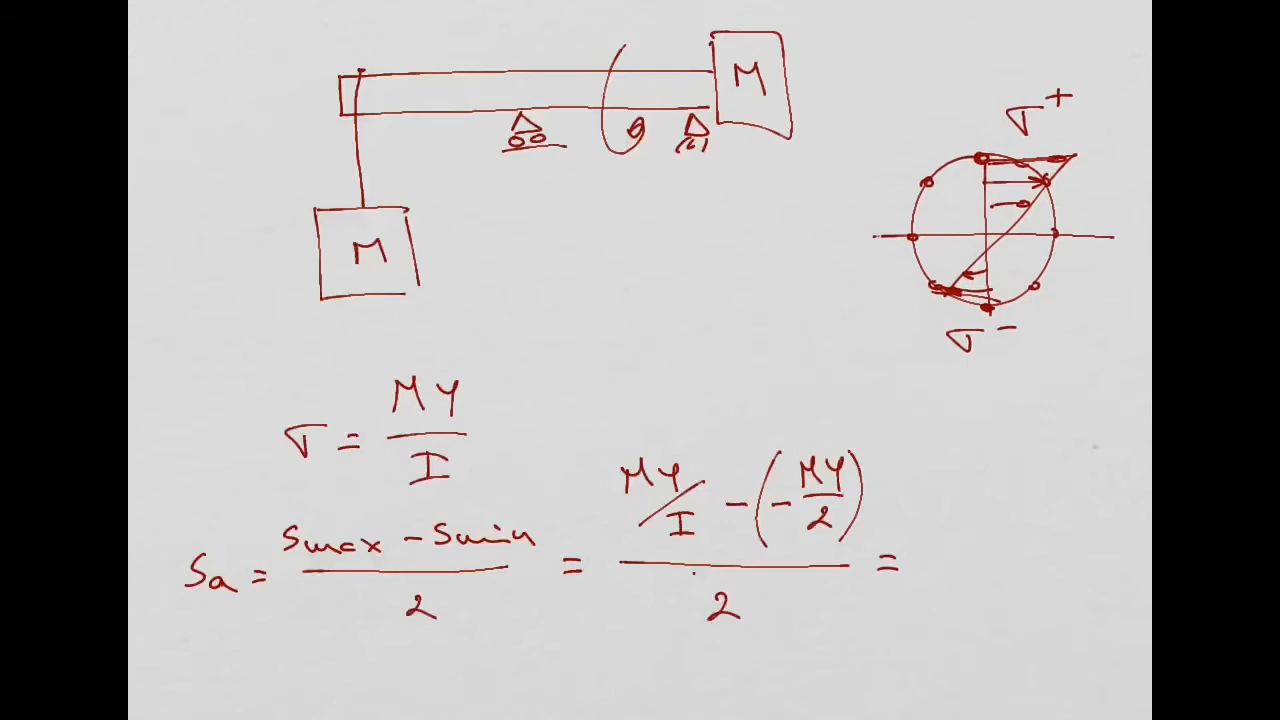 M
σ +
M
σ -
σ = MY / I
Sa = Smax - Smin / 2 = MY/I - (- MY/2) / 2 =